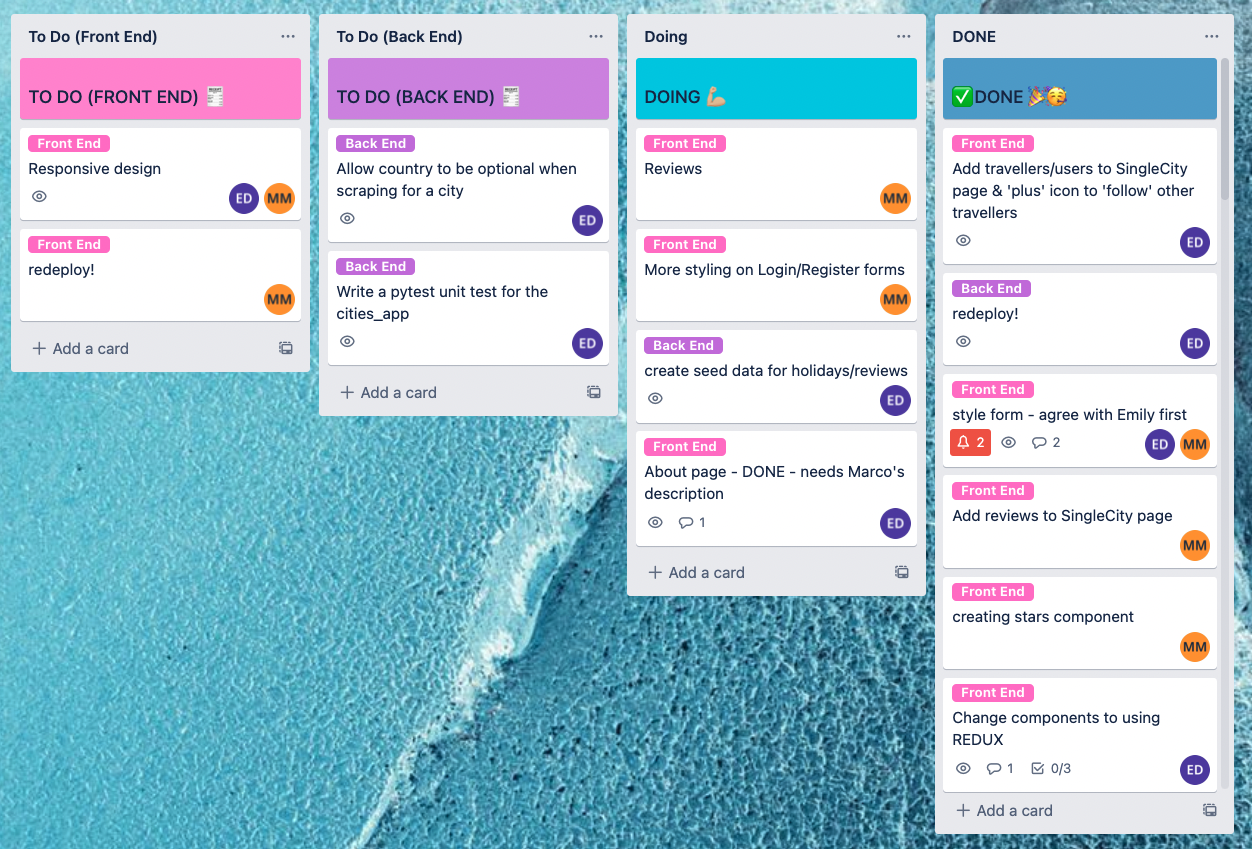 To Do (Front End)
TO DO (FRONT END)
Front End
Responsive design
ED MM
Front End
redeploy!
MM
Add a card
To Do (Back End)
TO DO (BACK END)
Back End
Allow country to be optional when
scraping for a city
ED
Back End
Write a pytest unit test for the
cities_app
ED
Add a card
Doing
DOING
Front End
Reviews
MM
Front End
More styling on Login/Register forms
MM
Back End
create seed data for holidays/reviews
ED
Front End
About page - DONE - needs Marco's
description
1
ED
Add a card
DONE
DONE
Front End
Add travellers/users to SingleCity
page & 'plus' icon to 'follow' other
travellers
ED
Back End
redeploy!
ED
Front End
style form - agree with Emily first
2 2 ED MM
Front End
Add reviews to SingleCity page
MM
Front End
creating stars component
MM
Front End
Change components to using
REDUX
1 0/3 ED
Add a card